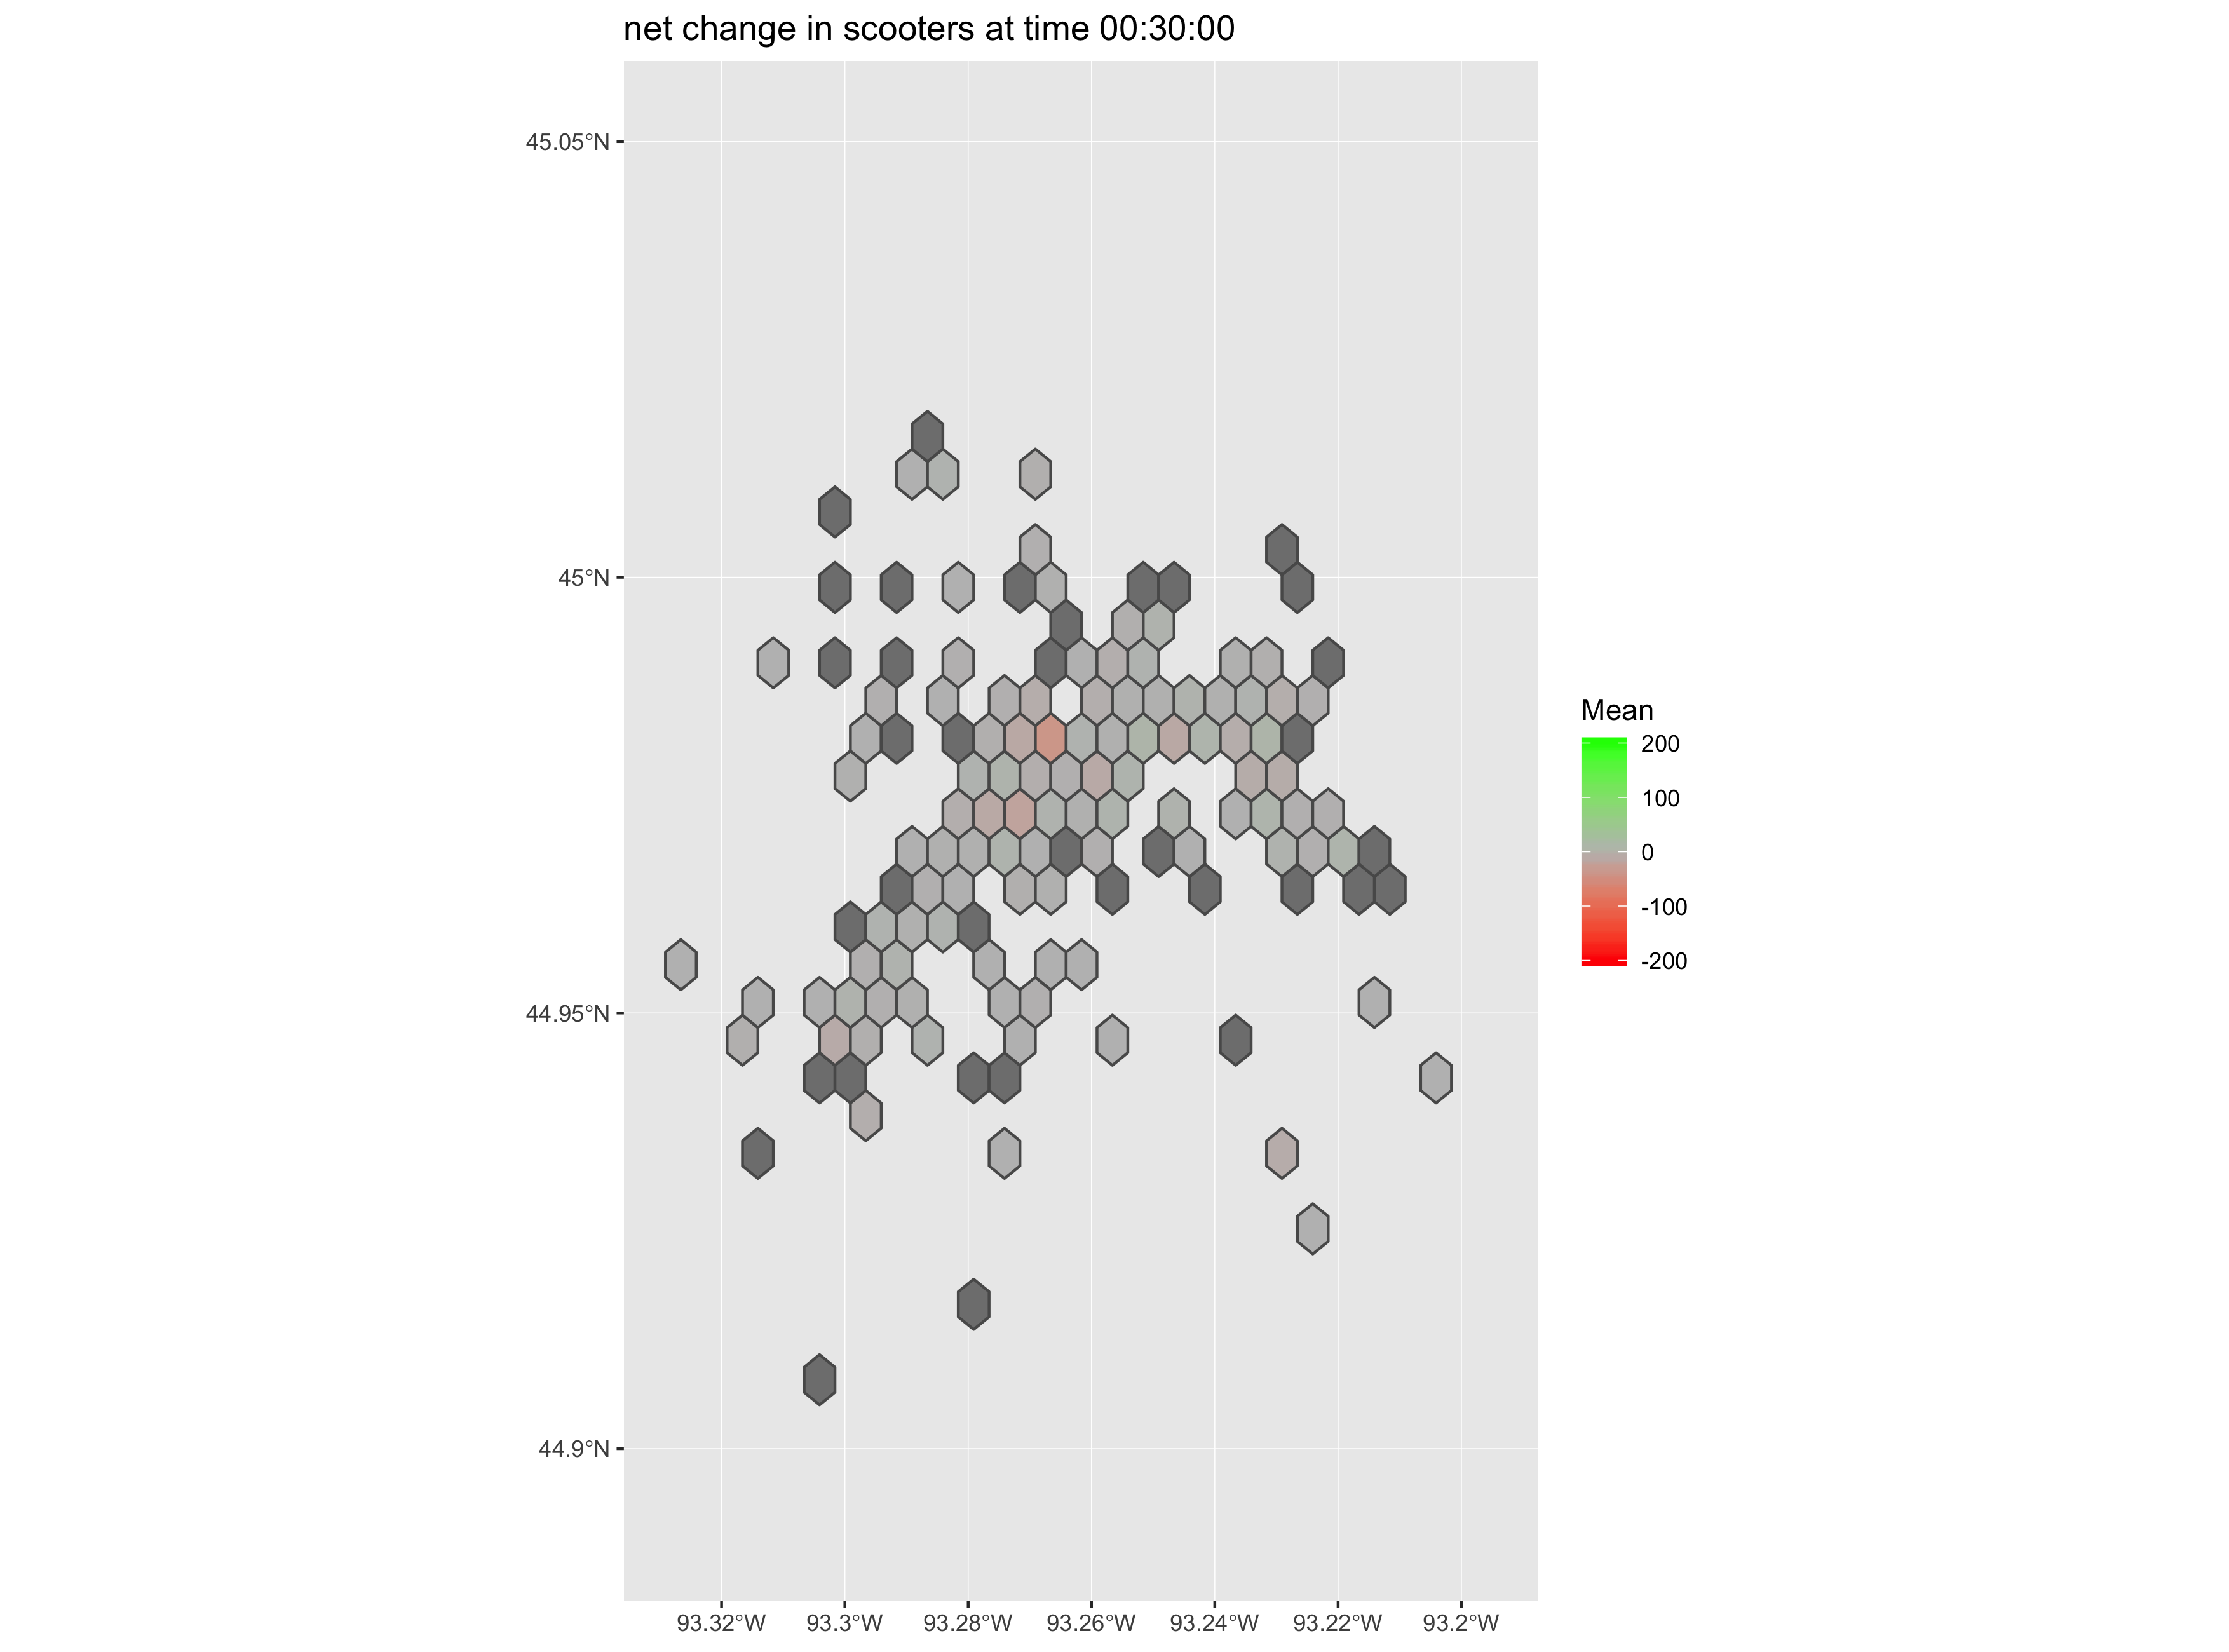 net change in scooters at time 00:30:00
45.05°N
45°N
44.95°N
44.9°N
93.32°W
93.3°W
93.28°W
93.26°W
93.24°W
93.22°W
93.2°W
Mean
200
100
0
-100
-200